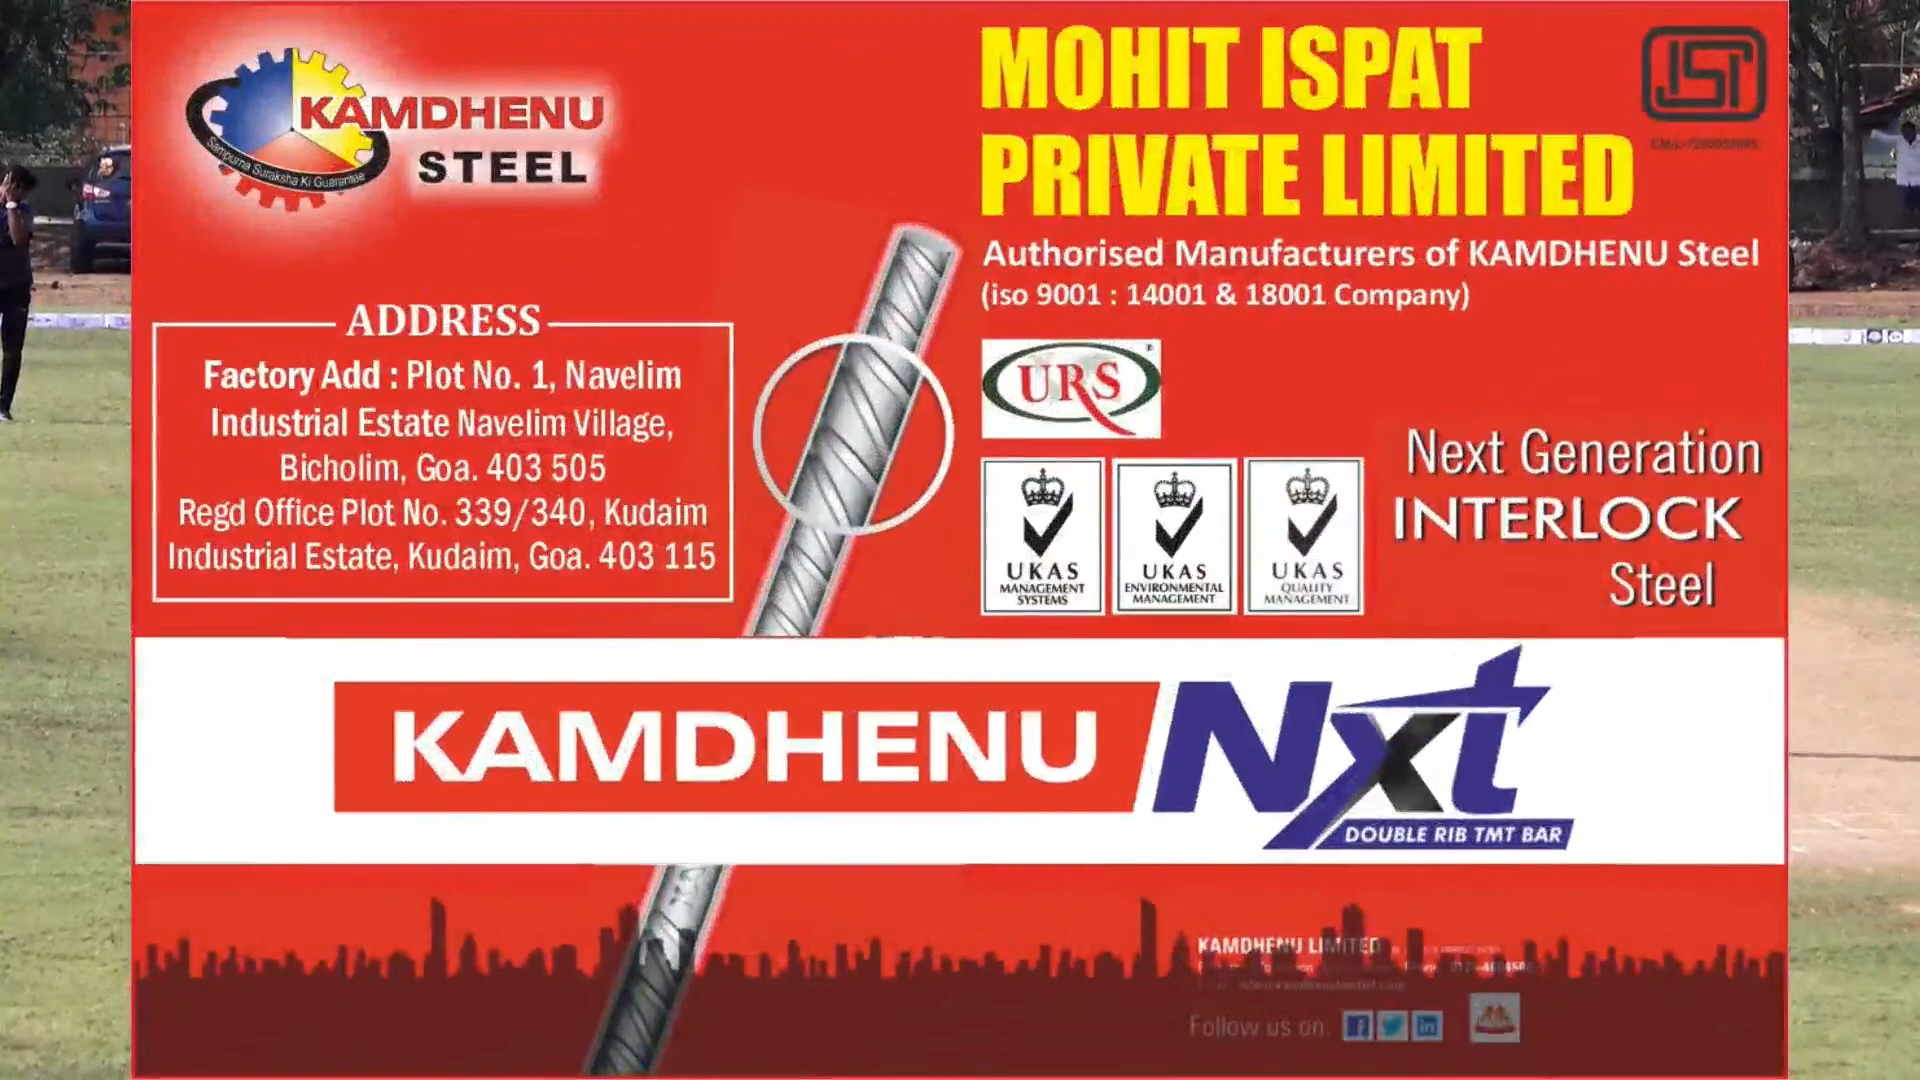 KAMDHENU
STEEL
Sampurna Suraksha Ki Guarantee
MOHIT ISPAT
PRIVATE LIMITED
ISI
Authorised Manufacturers of KAMDHENU Steel
(iso 9001 : 14001 & 18001 Company)
ADDRESS
Factory Add : Plot No. 1, Navelim
Industrial Estate Navelim Village,
Bicholim, Goa. 403 505
Regd Office Plot No. 339/340, Kudaim
Industrial Estate, Kudaim, Goa. 403 115
URS
UKAS
MANAGEMENT
SYSTEMS
UKAS
ENVIRONMENTAL
MANAGEMENT
UKAS
QUALITY
MANAGEMENT
Next Generation
INTERLOCK
Steel
KAMDHENU Nxt
DOUBLE RIB TMT BAR
KAMDHENU LIMITED
Follow us on: